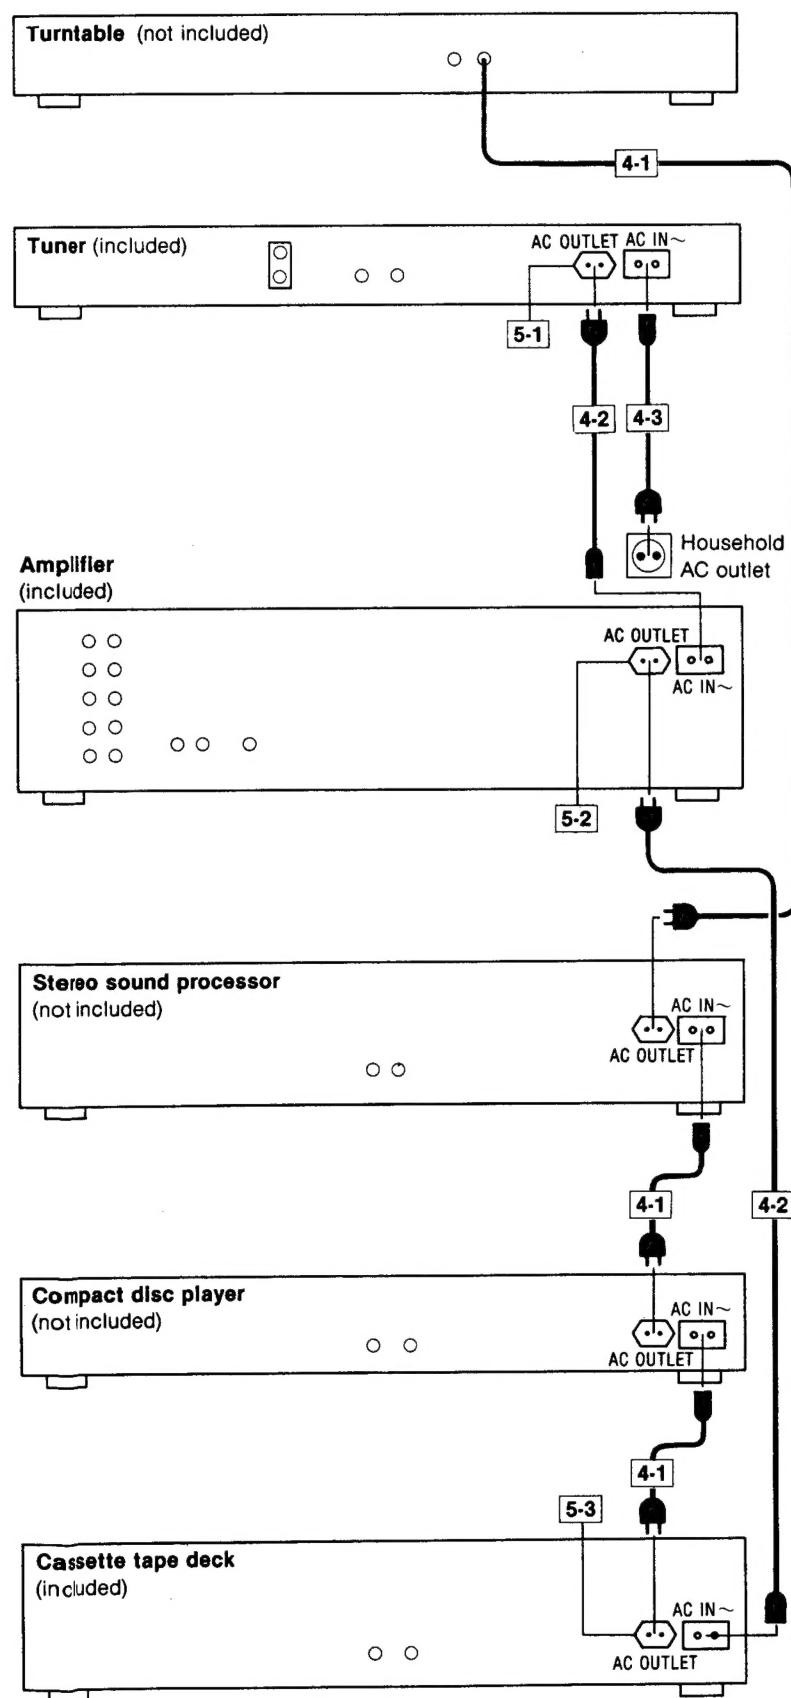 Turntable (not included)
4-1
Tuner (included)
AC OUTLET AC IN~
5-1
4-2
4-3
Household
AC outlet
Amplifier
(included)
AC OUTLET
AC IN~
5-2
Stereo sound processor
(not included)
AC IN~
AC OUTLET
4-1
4-2
Compact disc player
(not included)
AC IN~
AC OUTLET
4-1
5-3
Cassette tape deck
(included)
AC IN~
AC OUTLET